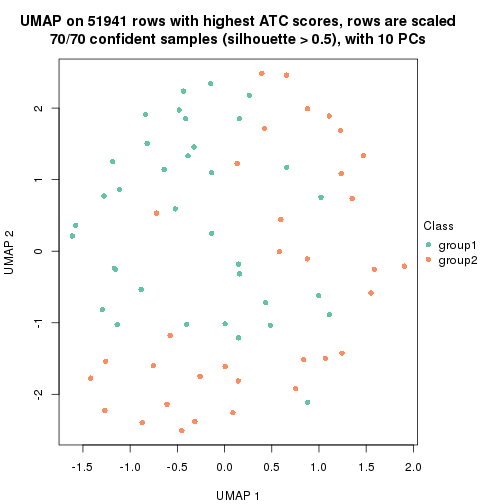 UMAP on 51941 rows with highest ATC scores, rows are scaled
70/70 confident samples (silhouette > 0.5), with 10 PCs
2
1
0
-1
-2
UMAP 2
-1.5
-1.0
-0.5
0.0
0.5
1.0
1.5
2.0
UMAP 1
Class
group1
group2